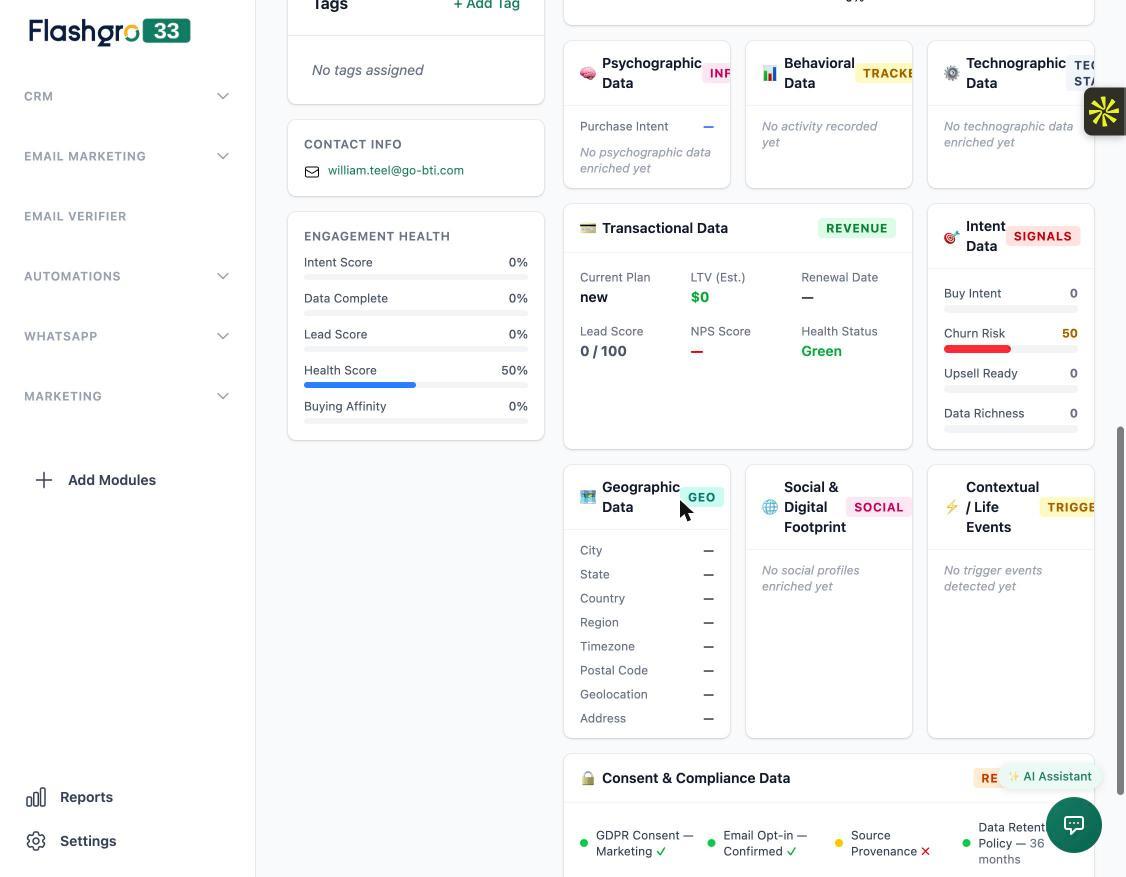 Flashgro 33
CRM
EMAIL MARKETING
EMAIL VERIFIER
AUTOMATIONS
WHATSAPP
MARKETING
Add Modules
Reports
Settings
Tags + Add Tag
No tags assigned
CONTACT INFO
william.teel@go-bti.com
ENGAGEMENT HEALTH
Intent Score 0%
Data Complete 0%
Lead Score 0%
Health Score 50%
Buying Affinity 0%
Psychographic
Data
Purchase Intent —
No psychographic data
enriched yet
Behavioral
Data
No activity recorded
yet
Technographic
Data
No technographic data
enriched yet
Transactional Data REVENUE
Current Plan LTV (Est.) Renewal Date
new $0 —
Lead Score NPS Score Health Status
0 / 100 — Green
Intent
Data SIGNALS
Buy Intent 0
Churn Risk 50
Upsell Ready 0
Data Richness 0
Geographic
Data GEO
City —
State —
Country —
Region —
Timezone —
Postal Code —
Geolocation —
Address —
Social &
Digital
Footprint SOCIAL
No social profiles
enriched yet
Contextual
/ Life
Events
No trigger events
detected yet
Consent & Compliance Data
✨ AI Assistant
GDPR Consent —
Marketing ✓
Email Opt-in —
Confirmed ✓
Source
Provenance ✕
Data
Policy — 36
months